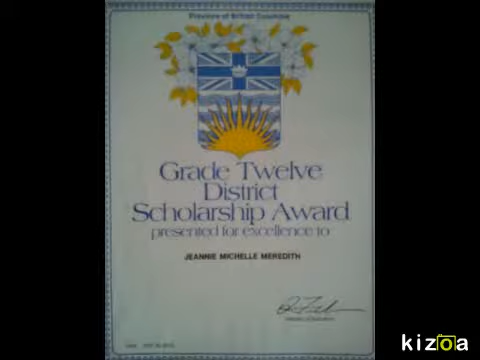 Province of British Columbia
Grade Twelve
District
Scholarship Award
presented for excellence to
JEANNIE MICHELLE MEREDITH
kizoa